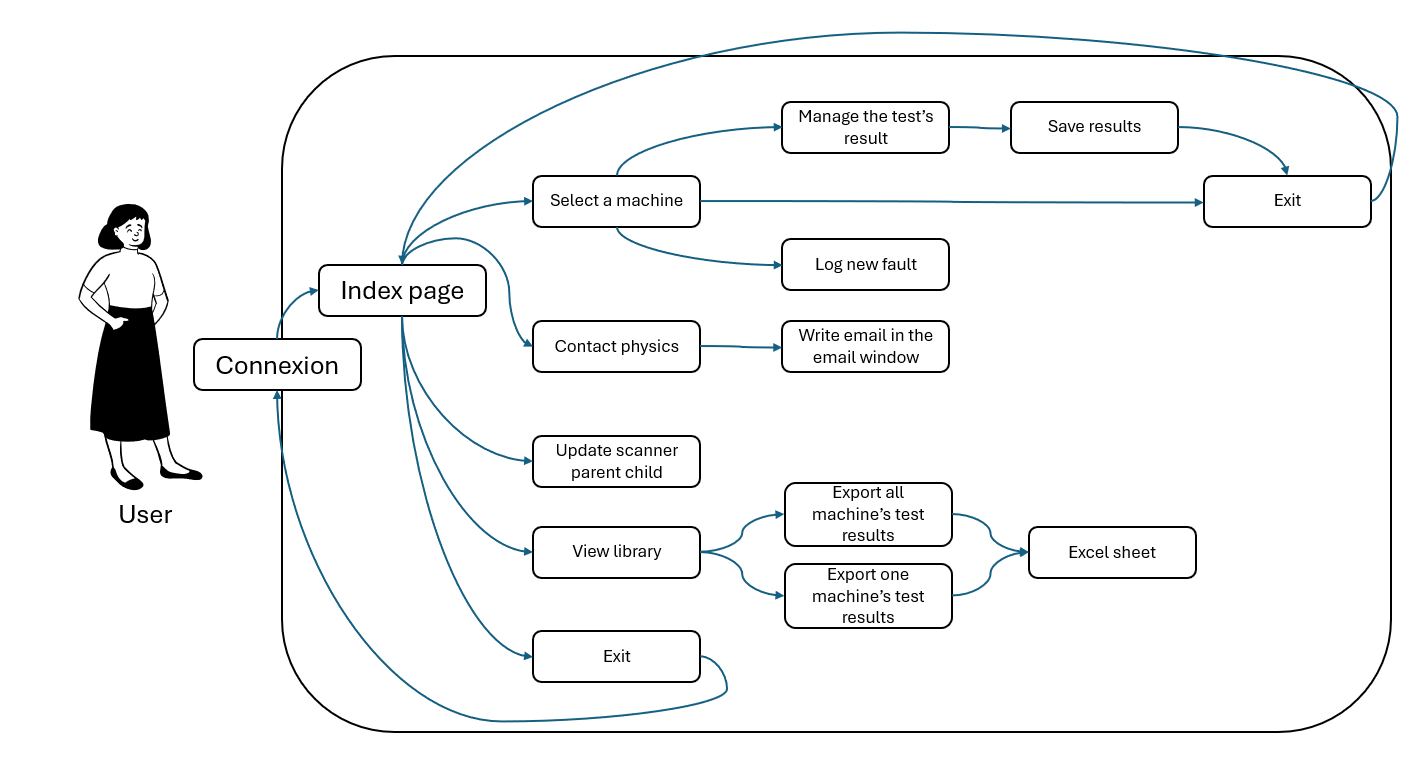 Manage the test’s
result
Save results
Select a machine
Exit
Log new fault
Index page
Contact physics
Write email in the
email window
Connexion
Update scanner
parent child
User
Export all
machine’s test
results
View library
Excel sheet
Export one
machine’s test
results
Exit